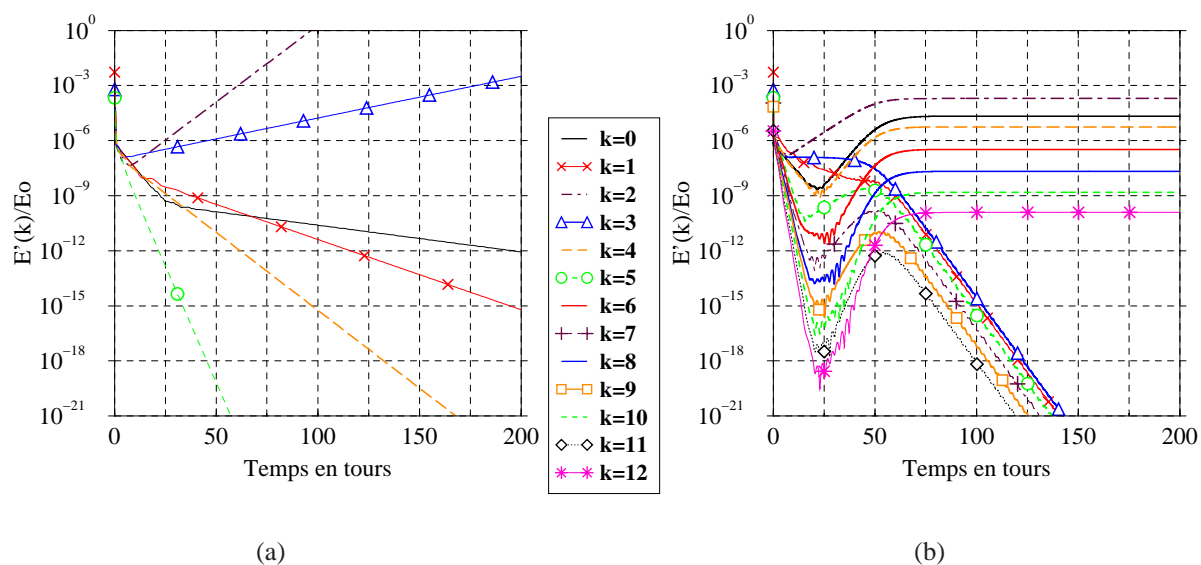 E'(k)/Eo
10^0
10^-3
10^-6
10^-9
10^-12
10^-15
10^-18
10^-21
0 50 100 150 200
Temps en tours
(a)
k=0
k=1
k=2
k=3
k=4
k=5
k=6
k=7
k=8
k=9
k=10
k=11
k=12
E'(k)/Eo
10^0
10^-3
10^-6
10^-9
10^-12
10^-15
10^-18
10^-21
0 50 100 150 200
Temps en tours
(b)